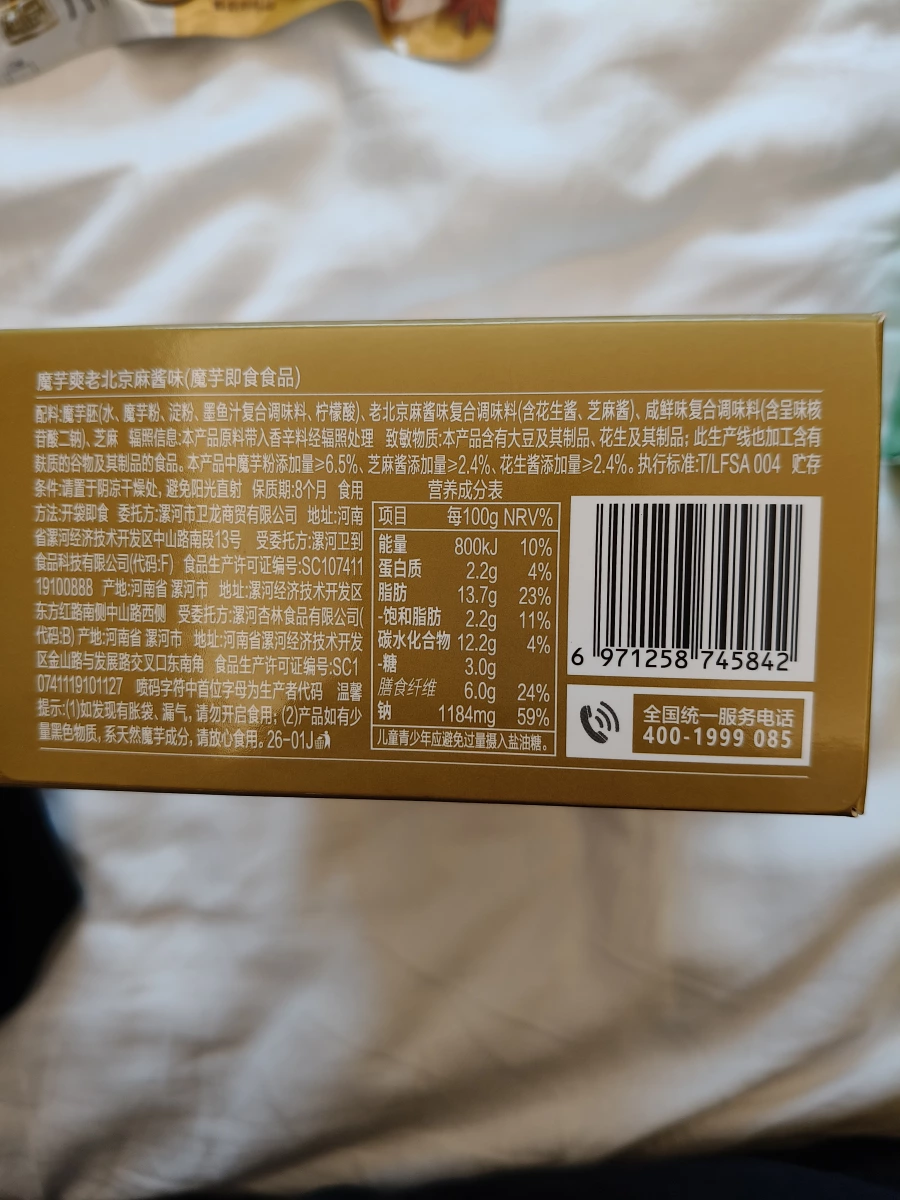 魔芋爽老北京麻酱味(魔芋即食食品)
配料:魔芋胚(水、魔芋粉、淀粉、墨鱼汁复合调味料、柠檬酸)、老北京麻酱味复合调味料(含花生酱、芝麻酱)、咸鲜味复合调味料(含呈味核
苷酸二钠)、芝麻 辐照信息:本产品原料带入香辛料经辐照处理 致敏物质:本产品含有大豆及其制品、花生及其制品; 此生产线也加工含有
麸质的谷物及其制品的食品。本产品中魔芋粉添加量≥6.5%、芝麻酱添加量≥2.4%、花生酱添加量≥2.4%。执行标准:T/LFSA 004 贮存
条件:请置于阴凉干燥处, 避免阳光直射 保质期:8个月 食用
方法:开袋即食 委托方:漯河市卫龙商贸有限公司 地址:河南
省漯河经济技术开发区中山路南段13号 受委托方:漯河卫到
食品科技有限公司(代码:F) 食品生产许可证编号:SC107411
19100888 产地:河南省 漯河市 地址:漯河经济技术开发区
东方红路南侧中山路西侧 受委托方:漯河杏林食品有限公司(
代码:B) 产地:河南省 漯河市 地址:河南省漯河经济技术开发
区金山路与发展路交叉口东南角 食品生产许可证编号:SC1
0741119101127 喷码字符中首位字母为生产者代码 温馨
提示:(1)如发现有胀袋、漏气, 请勿开启食用; (2)产品如有少
量黑色物质, 系天然魔芋成分, 请放心食用。26-01J
营养成分表
项目 每100g NRV%
能量 800kJ 10%
蛋白质 2.2g 4%
脂肪 13.7g 23%
-饱和脂肪 2.2g 11%
碳水化合物 12.2g 4%
-糖 3.0g
膳食纤维 6.0g 24%
钠 1184mg 59%
儿童青少年应避免过量摄入盐油糖。
6 971258 745842
全国统一服务电话
400-1999 085